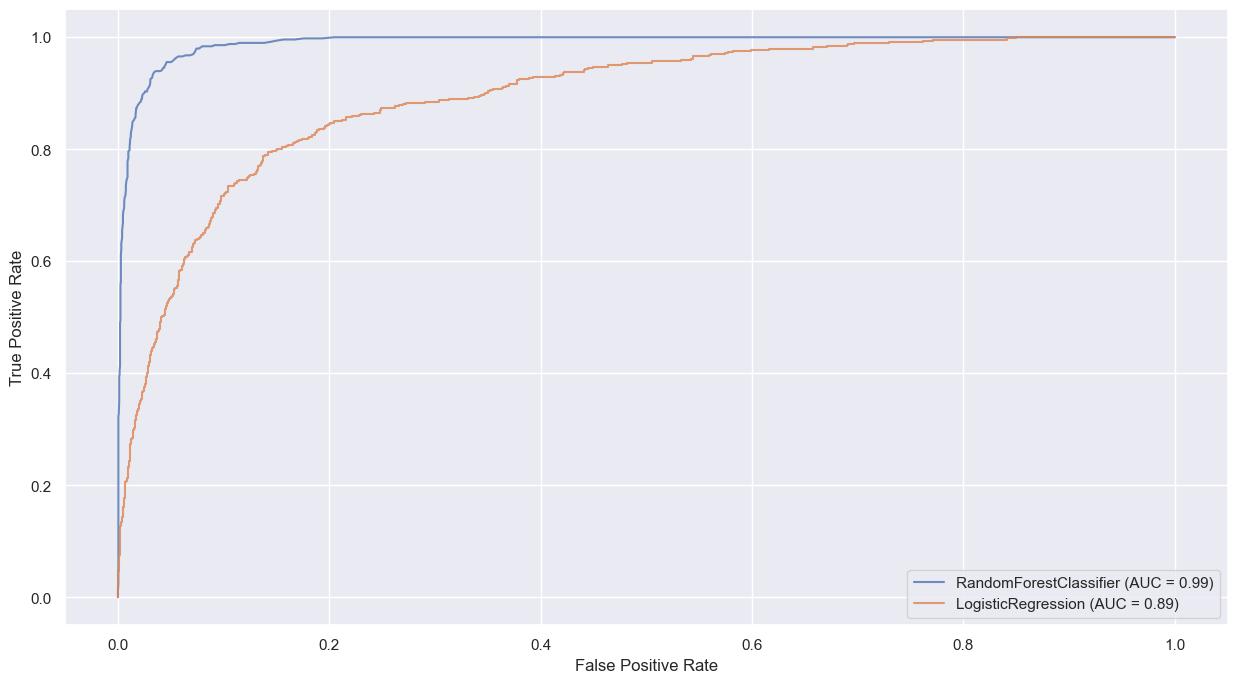 1.0
0.8
0.6
0.4
0.2
0.0
True Positive Rate
RandomForestClassifier (AUC = 0.99)
LogisticRegression (AUC = 0.89)
0.0 0.2 0.4 0.6 0.8 1.0
False Positive Rate